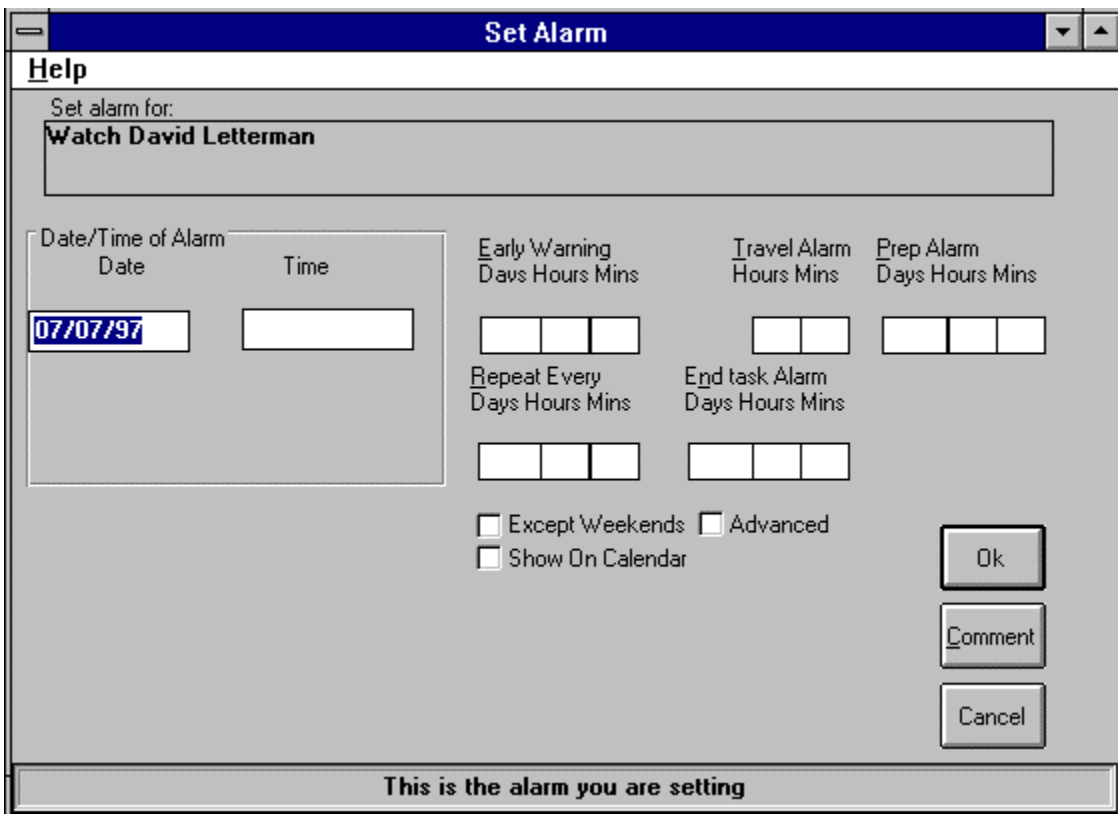 Set Alarm
Help
Set alarm for:
Watch David Letterman
Date/Time of Alarm
Date Time
07/07/97
Early Warning
Days Hours Mins
Travel Alarm
Hours Mins
Prep Alarm
Days Hours Mins
Repeat Every
Days Hours Mins
End task Alarm
Days Hours Mins
Except Weekends
Advanced
Show On Calendar
Ok
Comment
Cancel
This is the alarm you are setting